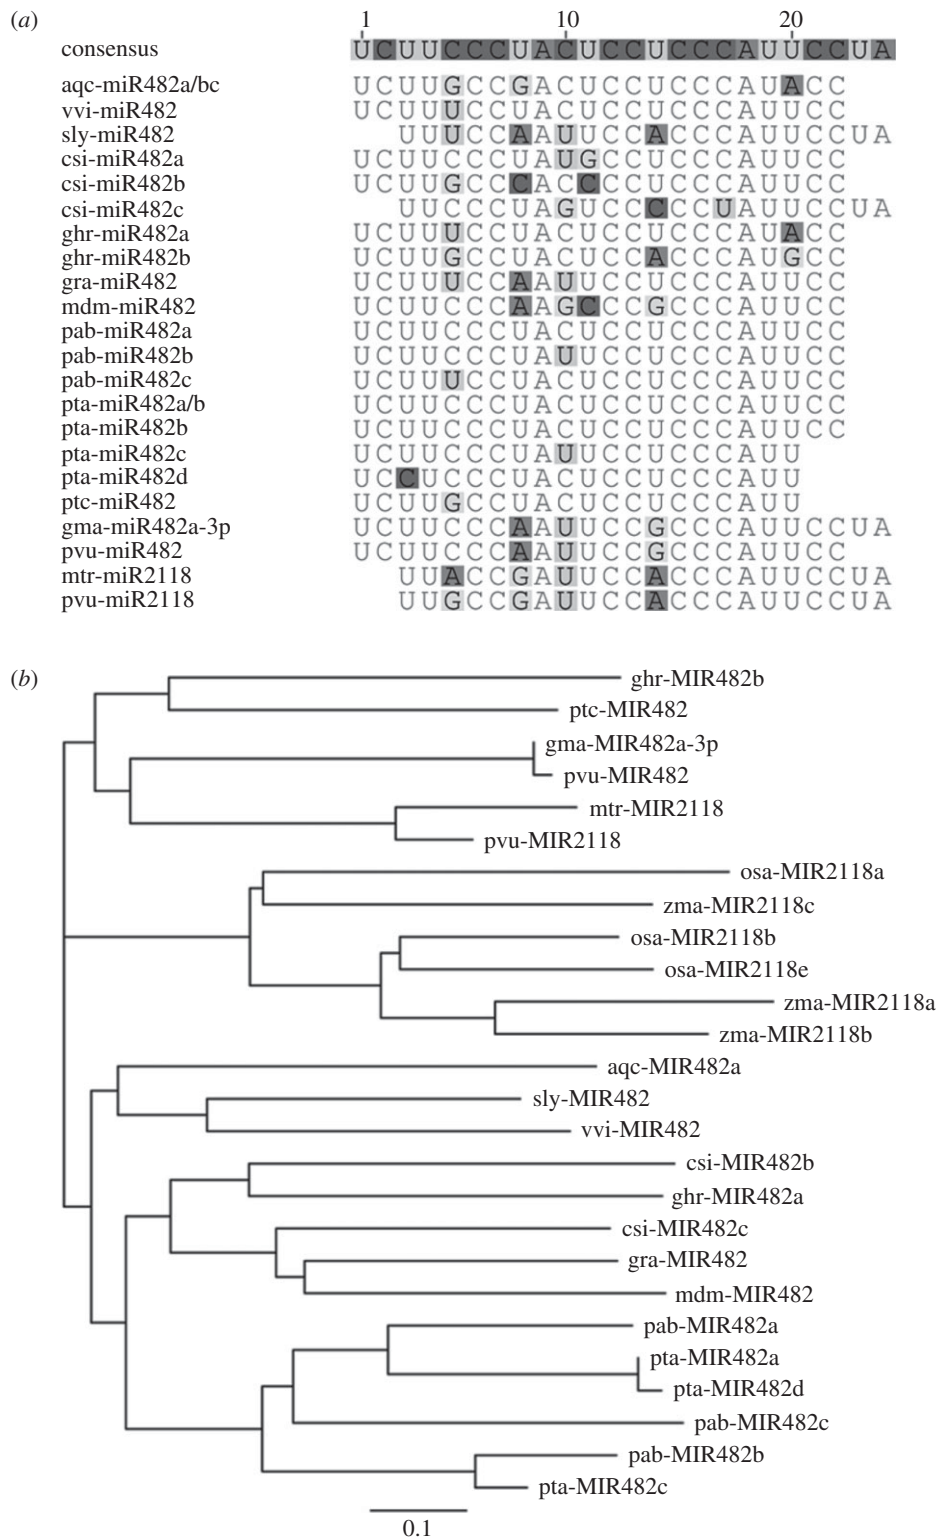 (a) 1 10 20
consensus UCUUCCCUACUCCUCCCAUUCCUA
aqc-miR482a/bc UCUUGCCGACUCCUCCCAUACC
vvi-miR482 UCUUUCCUACUCCUCCCAUUCC
sly-miR482 UUUCCAAUUCCACCCAUUCCUA
csi-miR482a UCUUCCCUAUGCCUCCCAUUCC
csi-miR482b UCUUGCCCACCCCUCCCAUUCC
csi-miR482c UUCCCUAGUCCCCCUAUUCCUA
ghr-miR482a UCUUUCCUACUCCUCCCAUACC
ghr-miR482b UCUUGCCUACUCCACCCAUGCC
gra-miR482 UCUUUCCAAUUCCUCCCAUUCC
mdm-miR482 UCUUCCCAAGCCCGCCCAUUCC
pab-miR482a UCUUCCCUACUCCUCCCAUUCC
pab-miR482b UCUUCCCUAUUCCUCCCAUUCC
pab-miR482c UCUUUCCUACUCCUCCCAUUCC
pta-miR482a/b UCUUCCCUACUCCUCCCAUUCC
pta-miR482b UCUUCCCUACUCCUCCCAUUCC
pta-miR482c UCUUCCCUAUUCCUCCCAUU
pta-miR482d UCCUCCCUACUCCUCCCAUU
ptc-miR482 UCUUGCCUACUCCUCCCAUU
gma-miR482a-3p UCUUCCCAAUUCCGCCCAUUCCUA
pvu-miR482 UCUUCCCAAUUCCGCCCAUUCC
mtr-miR2118 UUACCGAUUCCACCCAUUCCUA
pvu-miR2118 UUGCCGAUUCCACCCAUUCCUA
(b)
ghr-MIR482b
ptc-MIR482
gma-MIR482a-3p
pvu-MIR482
mtr-MIR2118
pvu-MIR2118
osa-MIR2118a
zma-MIR2118c
osa-MIR2118b
osa-MIR2118e
zma-MIR2118a
zma-MIR2118b
aqc-MIR482a
sly-MIR482
vvi-MIR482
csi-MIR482b
ghr-MIR482a
csi-MIR482c
gra-MIR482
mdm-MIR482
pab-MIR482a
pta-MIR482a
pta-MIR482d
pab-MIR482c
pab-MIR482b
pta-MIR482c
0.1